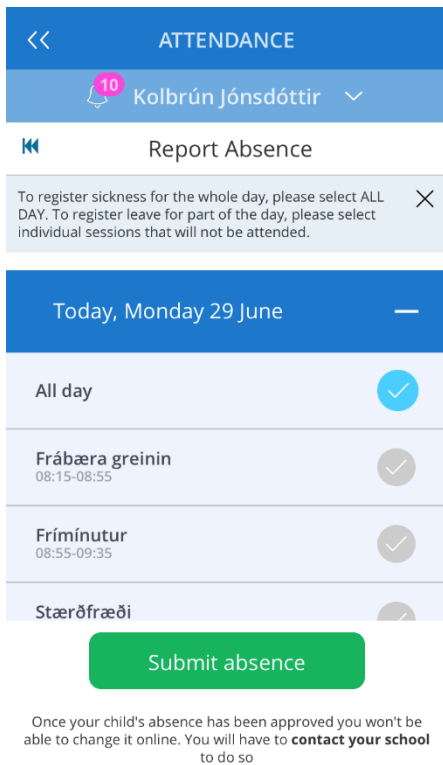 ATTENDANCE
10
Kolbrún Jónsdóttir
Report Absence
To register sickness for the whole day, please select ALL
DAY. To register leave for part of the day, please select
individual sessions that will not be attended.
Today, Monday 29 June
All day
Frábæra greinin
08:15-08:55
Frímínutur
08:55-09:35
Stærðfræði
Submit absence
Once your child's absence has been approved you won't be
able to change it online. You will have to contact your school
to do so